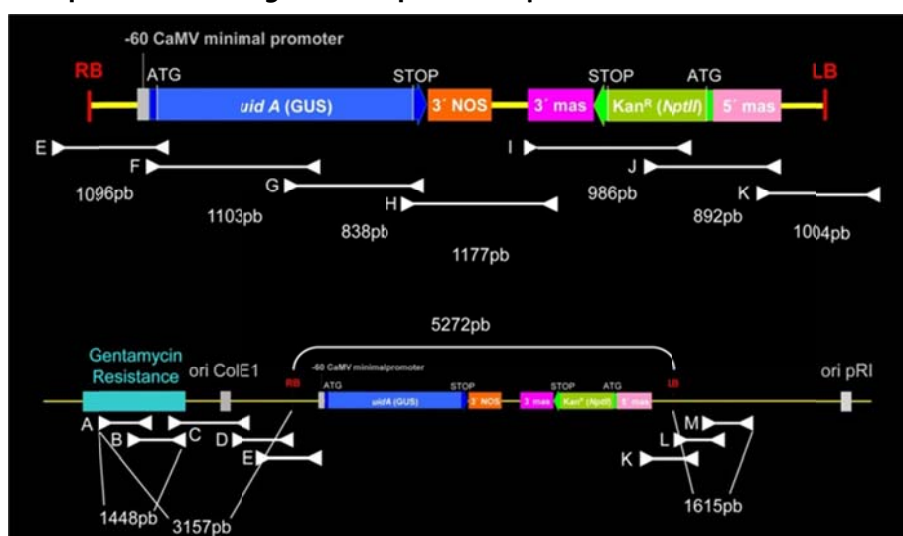 -60 CaMV minimal promoter
RB
ATG
STOP
STOP
ATG
LB
uid A (GUS)
3´ NOS
3´ mas
Kanᴿ (NptII)
5´ mas
E
F
G
H
I
J
K
1096pb
1103pb
838pb
1177pb
986pb
892pb
1004pb
5272pb
Gentamycin
Resistance
ori ColE1
-60 CaMV minimalpromoter
RB
ATG
STOP
STOP
ATG
LB
ori pRI
uidA (GUS)
3´ NOS
3´ mas
Kanᴿ (NptII)
5´ mas
A
B
C
D
E
M
L
K
1448pb
3157pb
1615pb